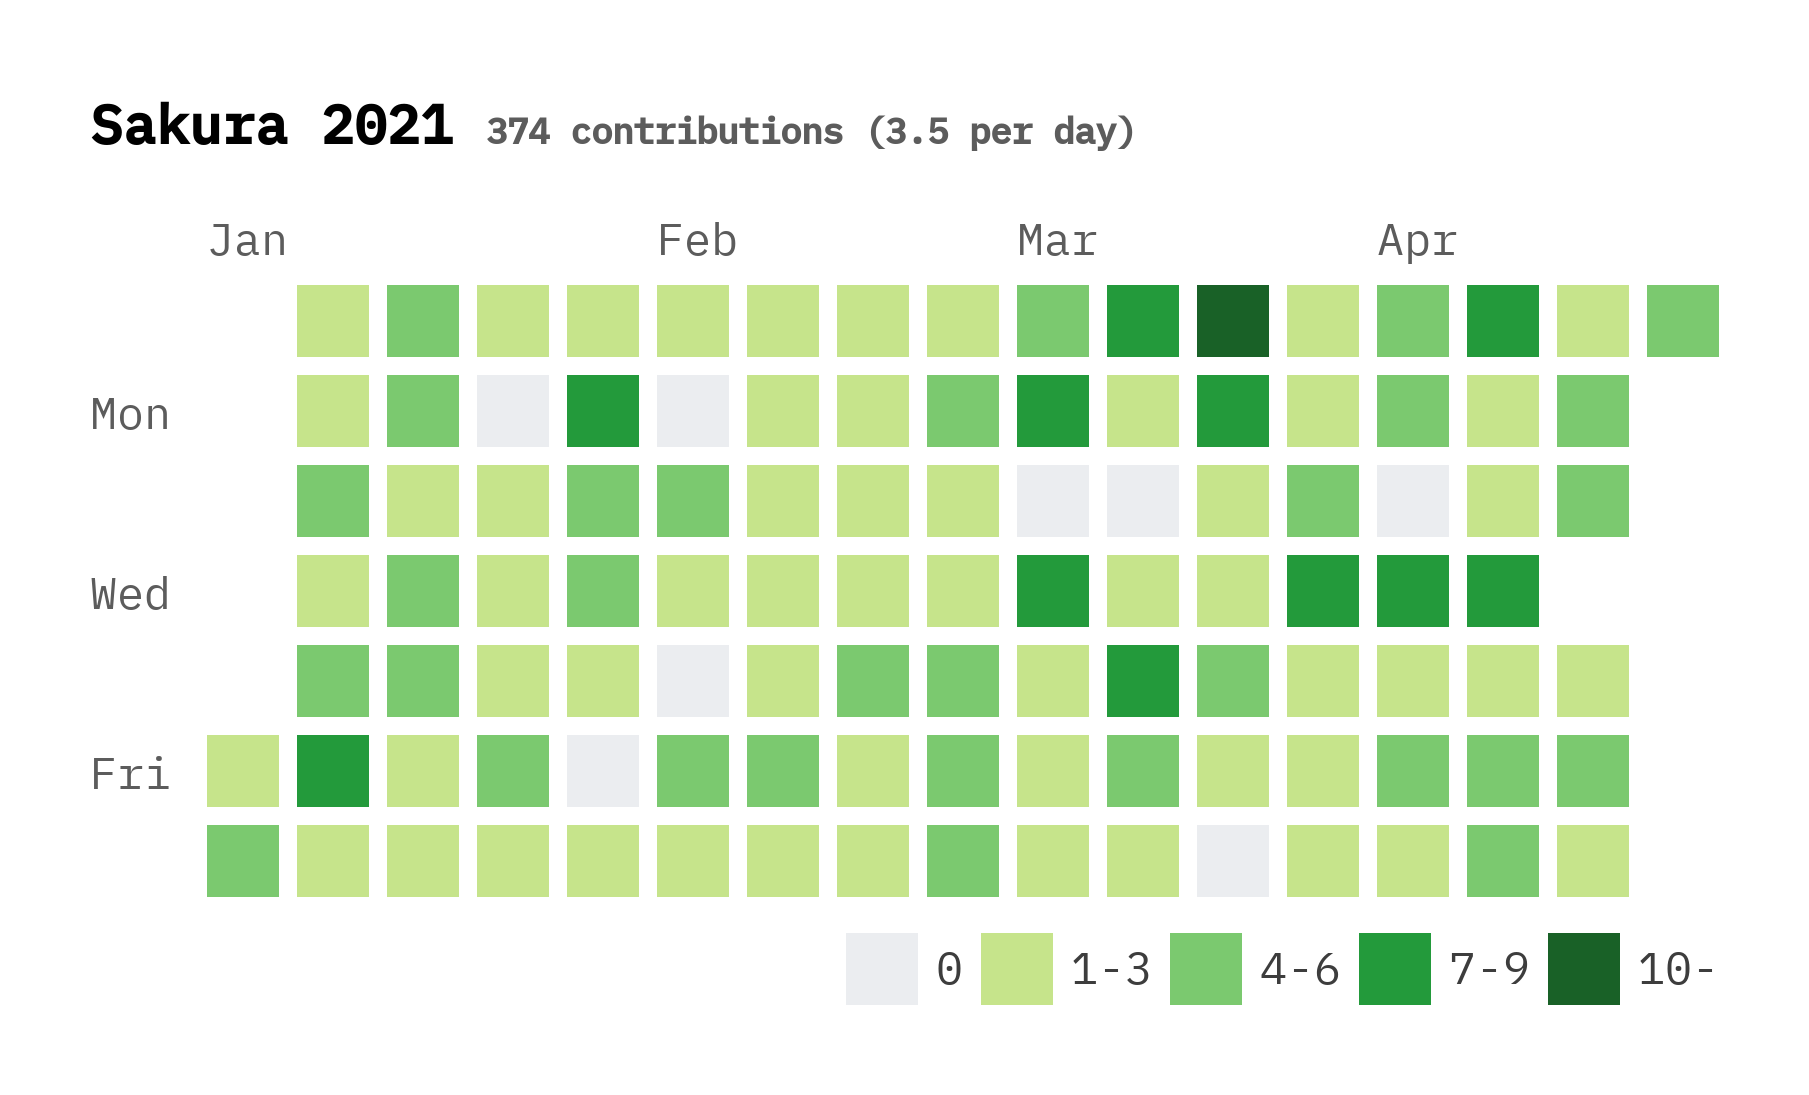 Sakura 2021 374 contributions (3.5 per day)
Jan Feb Mar Apr
Mon
Wed
Fri
0 1-3 4-6 7-9 10-